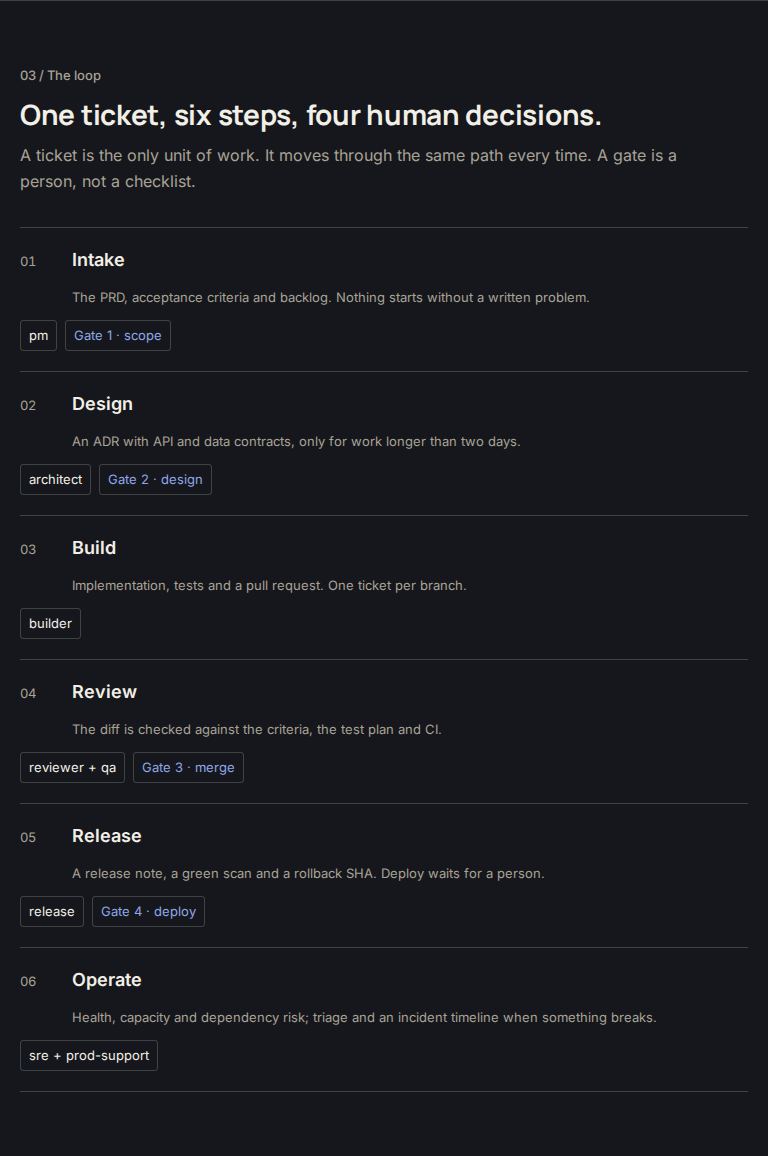 03 / The loop
One ticket, six steps, four human decisions.
A ticket is the only unit of work. It moves through the same path every time. A gate is a
person, not a checklist.
01 Intake
The PRD, acceptance criteria and backlog. Nothing starts without a written problem.
pm Gate 1 · scope
02 Design
An ADR with API and data contracts, only for work longer than two days.
architect Gate 2 · design
03 Build
Implementation, tests and a pull request. One ticket per branch.
builder
04 Review
The diff is checked against the criteria, the test plan and CI.
reviewer + qa Gate 3 · merge
05 Release
A release note, a green scan and a rollback SHA. Deploy waits for a person.
release Gate 4 · deploy
06 Operate
Health, capacity and dependency risk; triage and an incident timeline when something breaks.
sre + prod-support